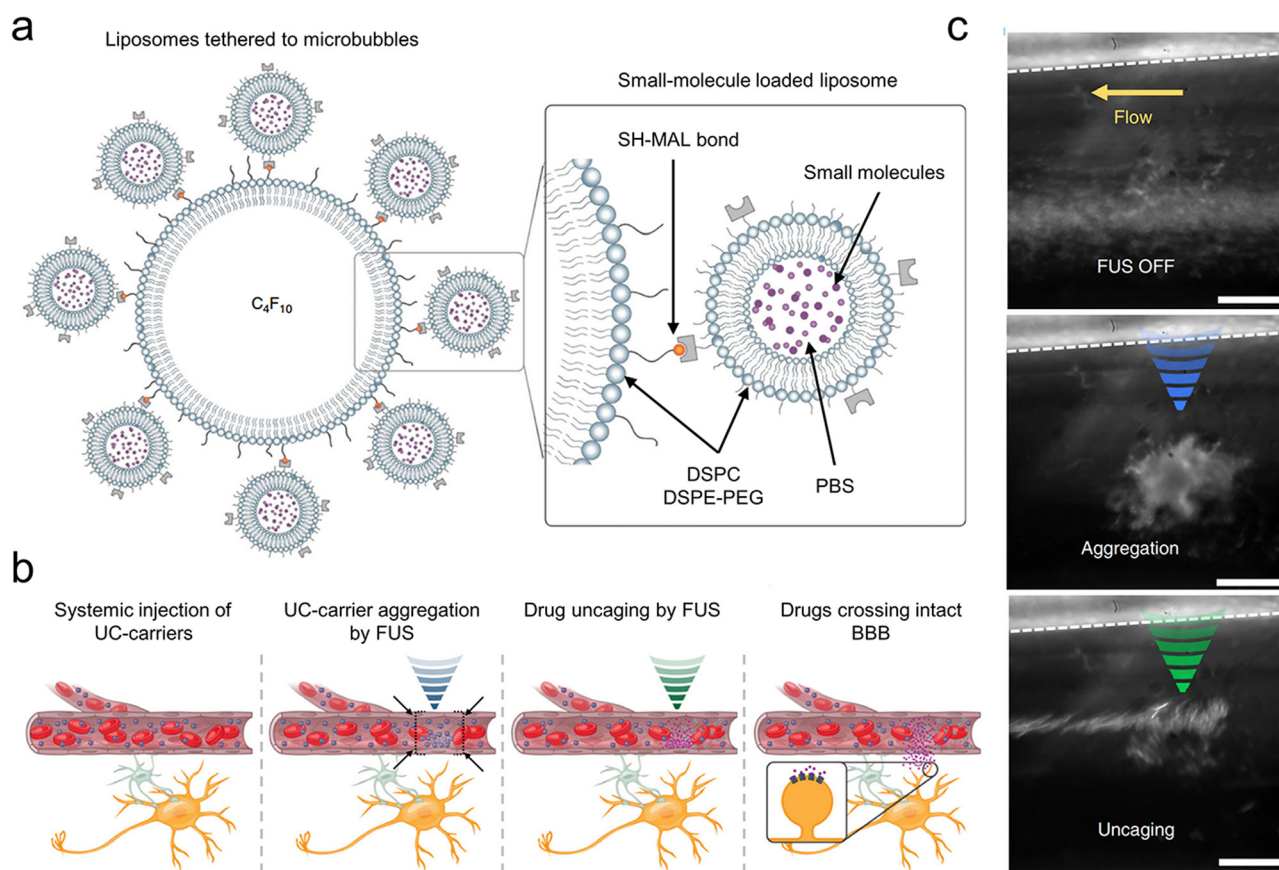 a
Liposomes tethered to microbubbles
C₄F₁₀
Small-molecule loaded liposome
SH-MAL bond
Small molecules
DSPC
DSPE-PEG
PBS
b
Systemic injection of
UC-carriers
UC-carrier aggregation
by FUS
Drug uncaging by FUS
Drugs crossing intact
BBB
c
Flow
FUS OFF
Aggregation
Uncaging